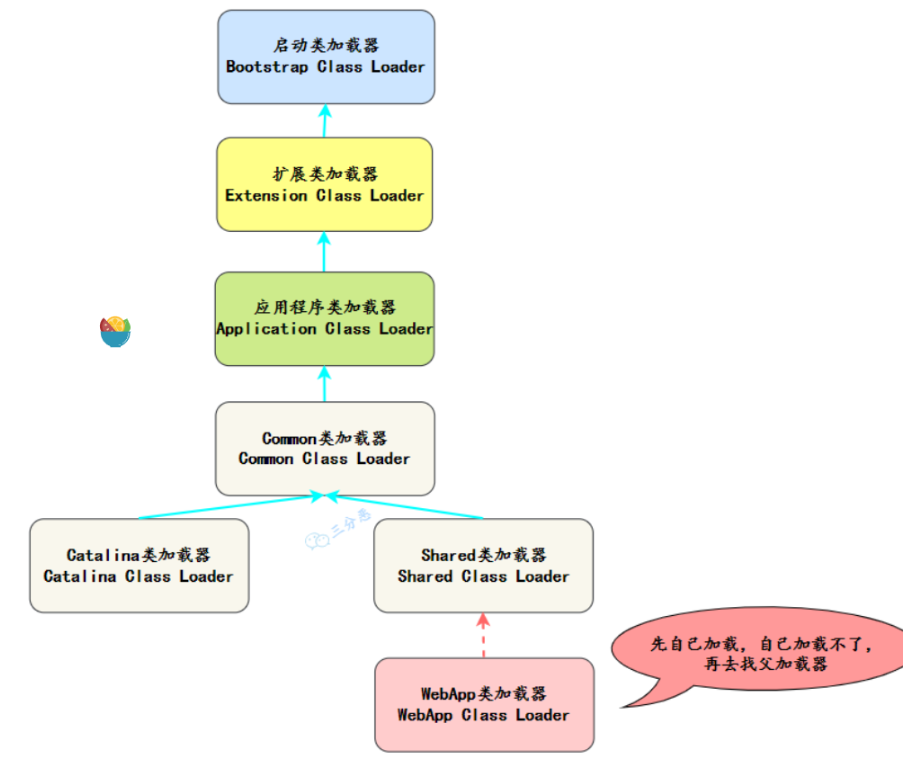 启动类加载器
Bootstrap Class Loader
扩展类加载器
Extension Class Loader
应用程序类加载器
Application Class Loader
Common类加载器
Common Class Loader
三分恶
Catalina类加载器
Catalina Class Loader
Shared类加载器
Shared Class Loader
先自己加载，自己加载不了，
再去找父加载器
WebApp类加载器
WebApp Class Loader